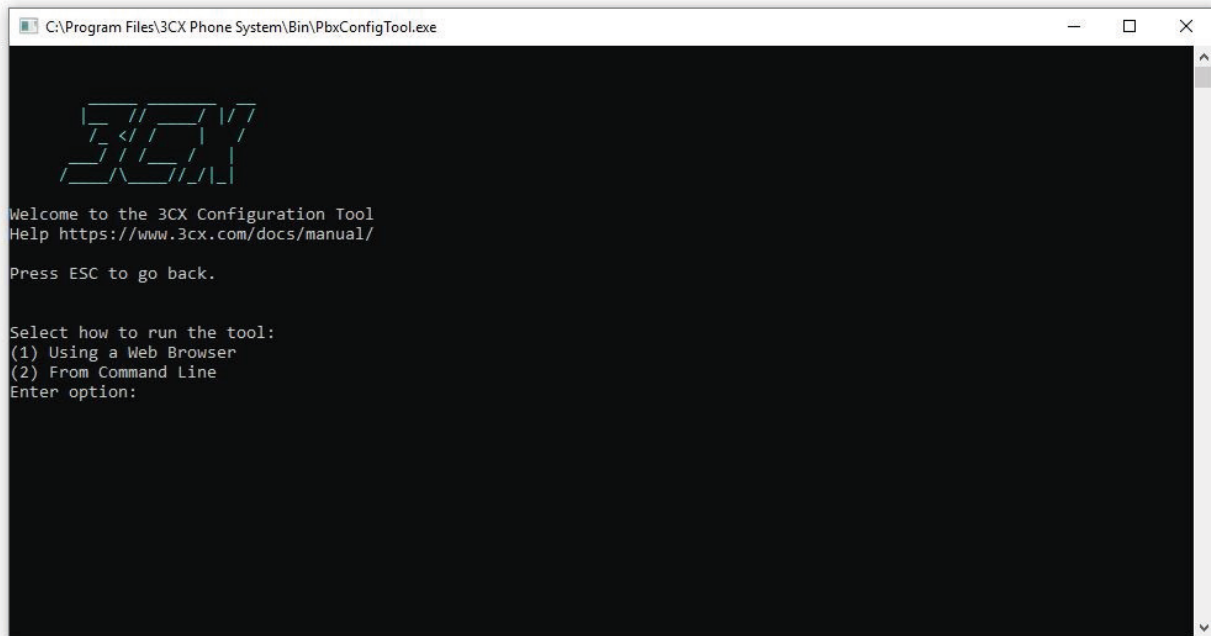 C:\Program Files\3CX Phone System\Bin\PbxConfigTool.exe
3CX
Welcome to the 3CX Configuration Tool
Help https://www.3cx.com/docs/manual/
Press ESC to go back.
Select how to run the tool:
(1) Using a Web Browser
(2) From Command Line
Enter option: